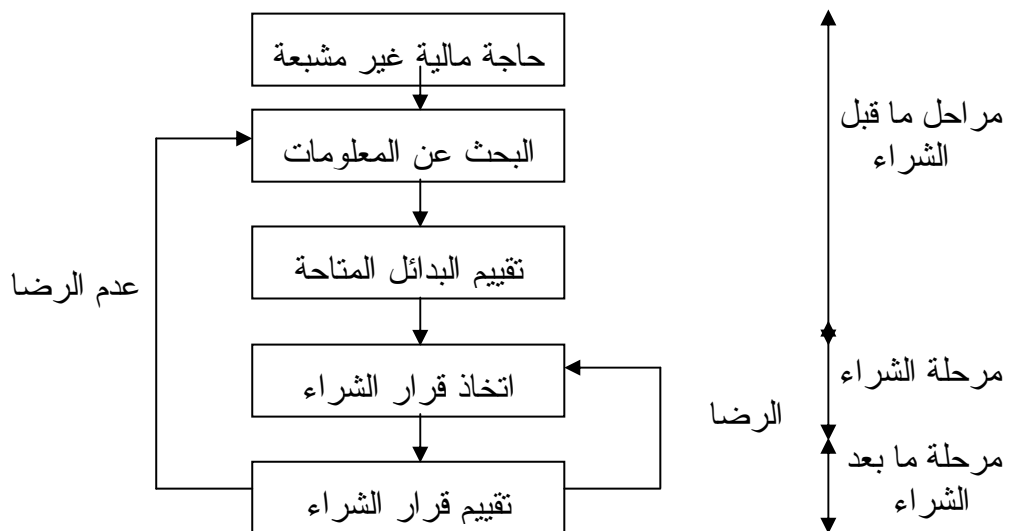 حاجة مالية غير مشبعة
مراحل ما قبل
الشراء
البحث عن المعلومات
تقييم البدائل المتاحة
عدم الرضا
اتخاذ قرار الشراء
مرحلة الشراء
الرضا
مرحلة ما بعد
الشراء
تقييم قرار الشراء